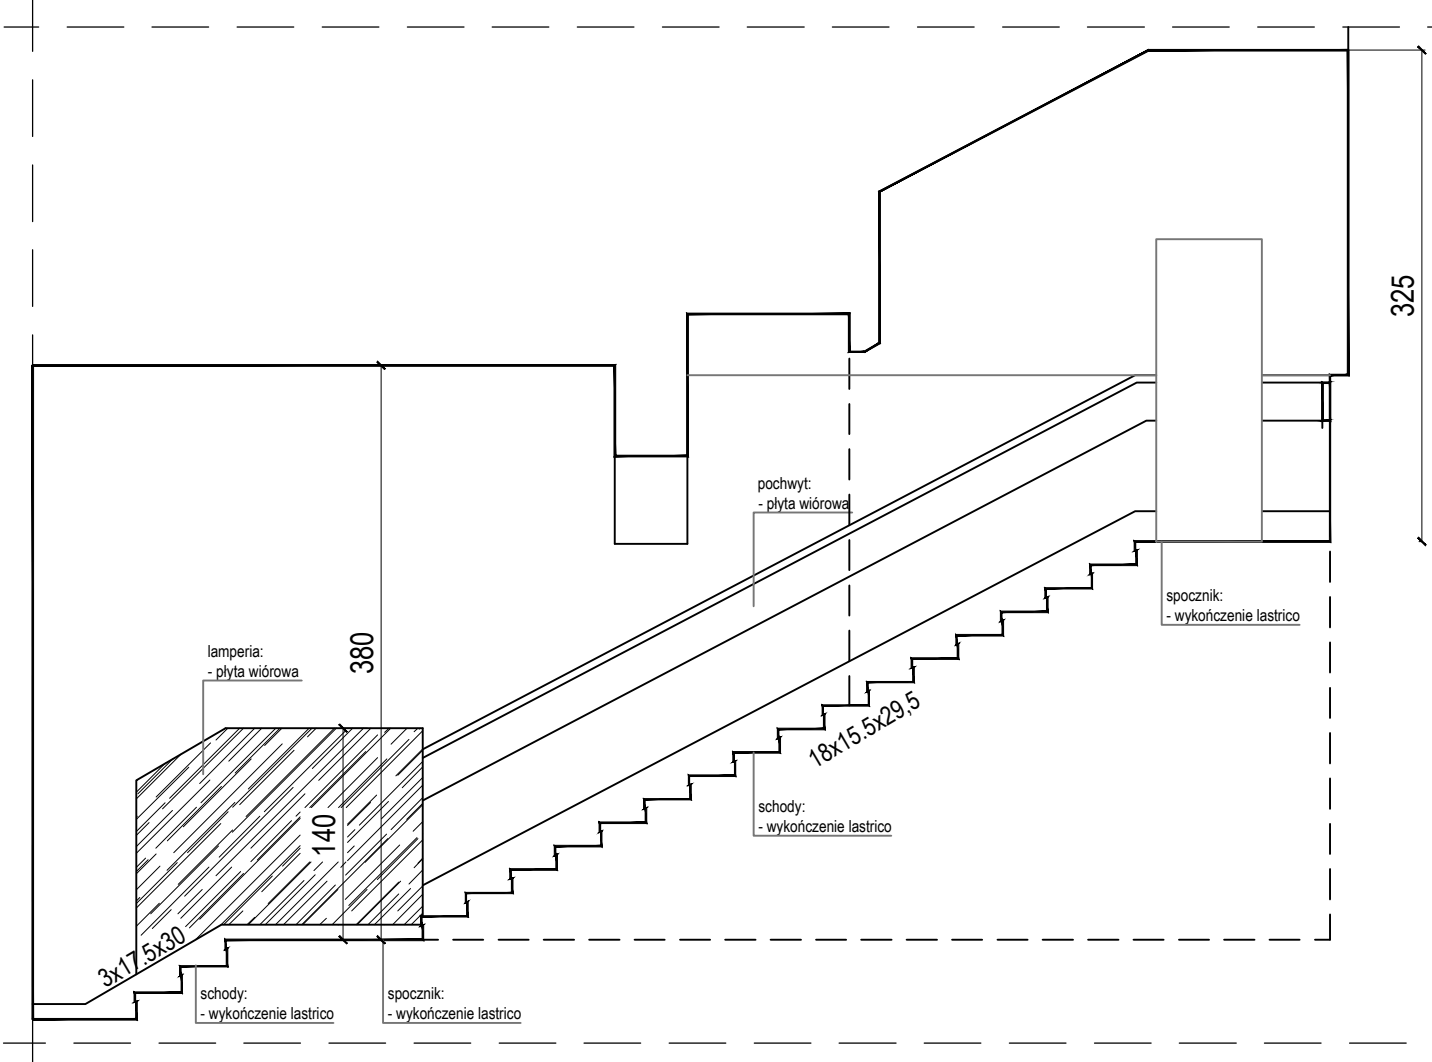 325
pochwyt:
- płyta wiórowa
spocznik:
- wykończenie lastrico
lamperia:
- płyta wiórowa
380
18x15.5x29,5
schody:
- wykończenie lastrico
140
3x17.5x30
schody:
- wykończenie lastrico
spocznik:
- wykończenie lastrico